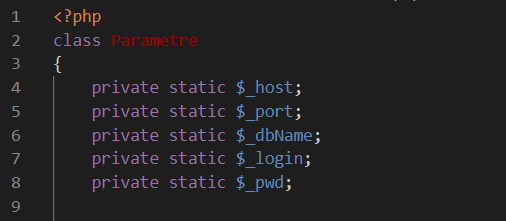 1 <?php
2 class Parametre
3 {
4 private static $_host;
5 private static $_port;
6 private static $_dbName;
7 private static $_login;
8 private static $_pwd;
9